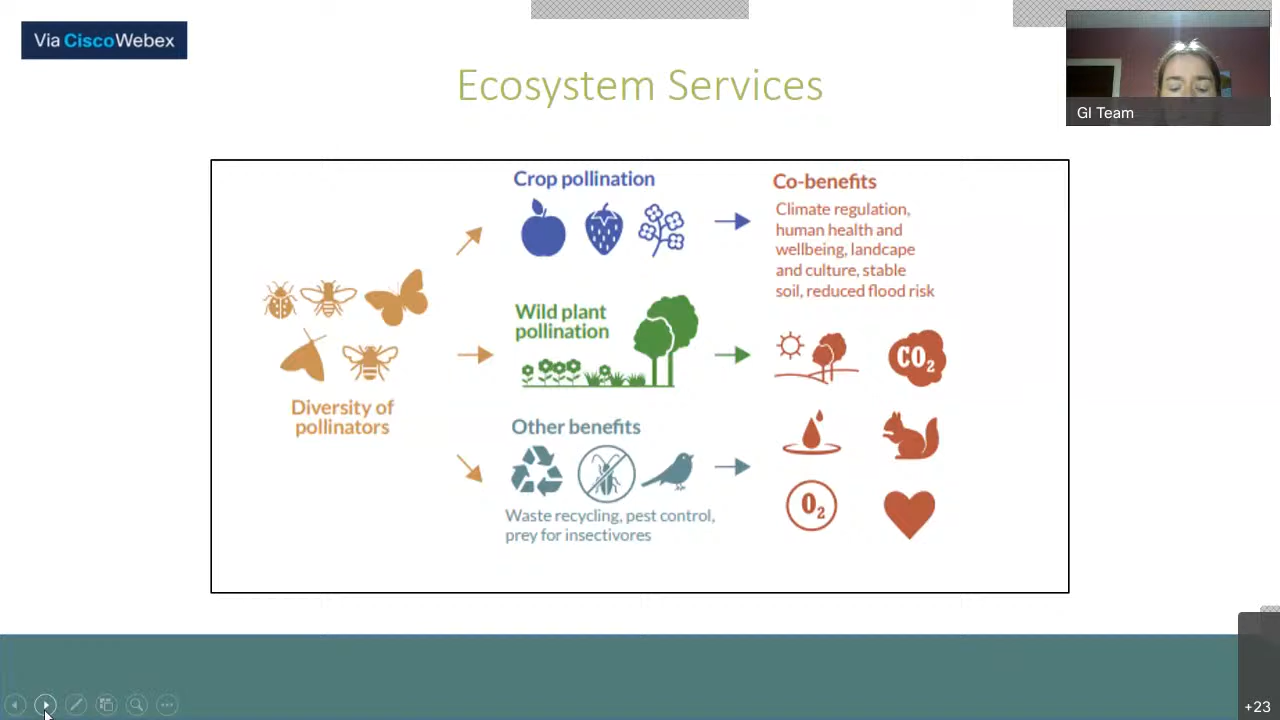 Via CiscoWebex
GI Team
Ecosystem Services
Diversity of
pollinators
Crop pollination
Wild plant
pollination
Other benefits
Waste recycling, pest control,
prey for insectivores
Co-benefits
Climate regulation,
human health and
wellbeing, landcape
and culture, stable
soil, reduced flood risk
CO₂
O₂
+23